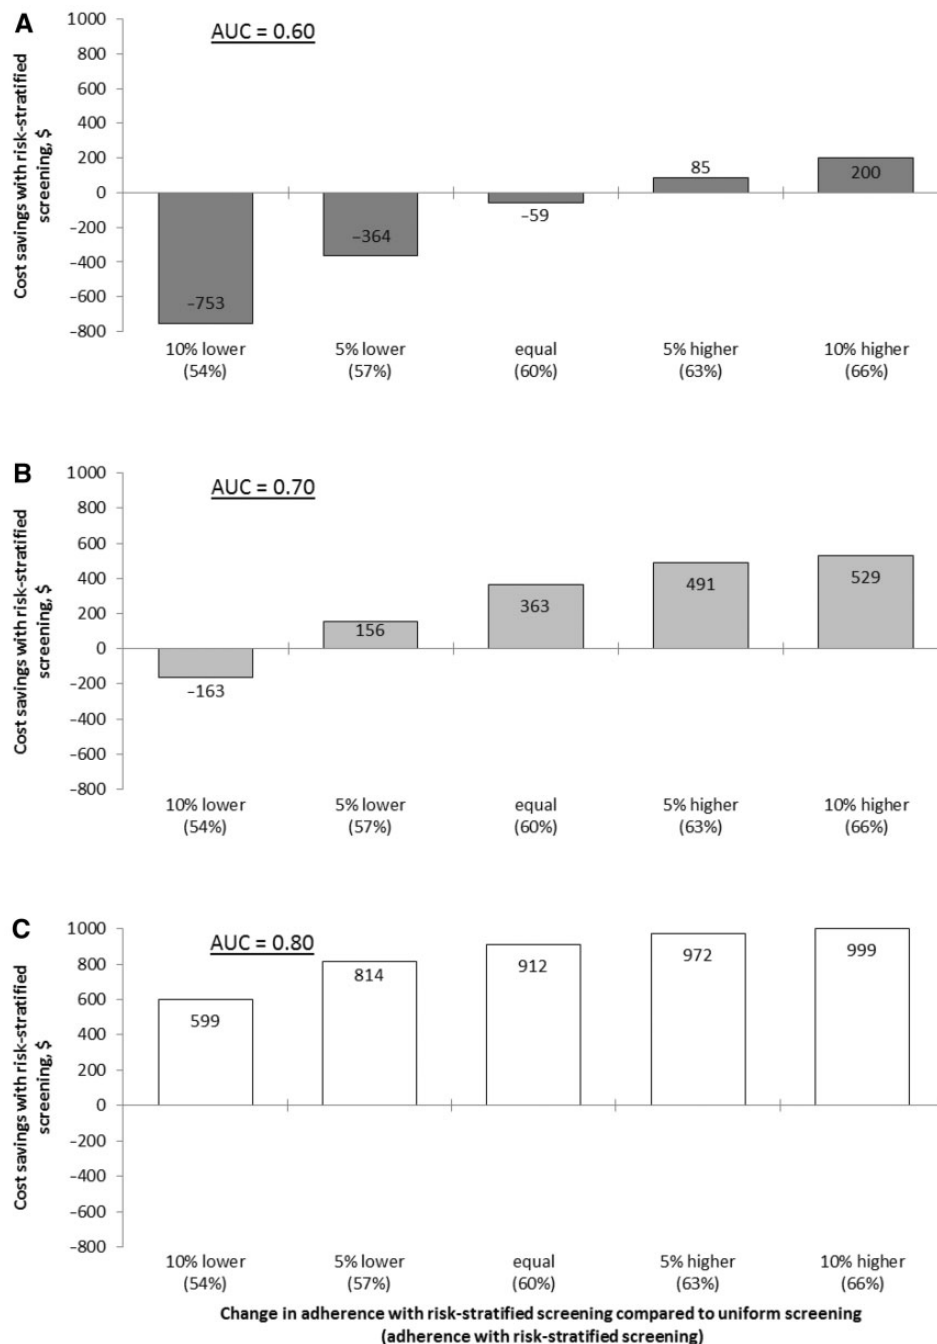 A
AUC = 0.60
Cost savings with risk-stratified
screening, $
1000
800
600
400
200
0
−200
−400
−600
−800
−753
−364
−59
85
200
10% lower
(54%)
5% lower
(57%)
equal
(60%)
5% higher
(63%)
10% higher
(66%)
B
AUC = 0.70
Cost savings with risk-stratified
screening, $
1000
800
600
400
200
0
−200
−400
−600
−800
−163
156
363
491
529
10% lower
(54%)
5% lower
(57%)
equal
(60%)
5% higher
(63%)
10% higher
(66%)
C
AUC = 0.80
Cost savings with risk-stratified
screening, $
1000
800
600
400
200
0
−200
−400
−600
−800
599
814
912
972
999
10% lower
(54%)
5% lower
(57%)
equal
(60%)
5% higher
(63%)
10% higher
(66%)
Change in adherence with risk-stratified screening compared to uniform screening
(adherence with risk-stratified screening)